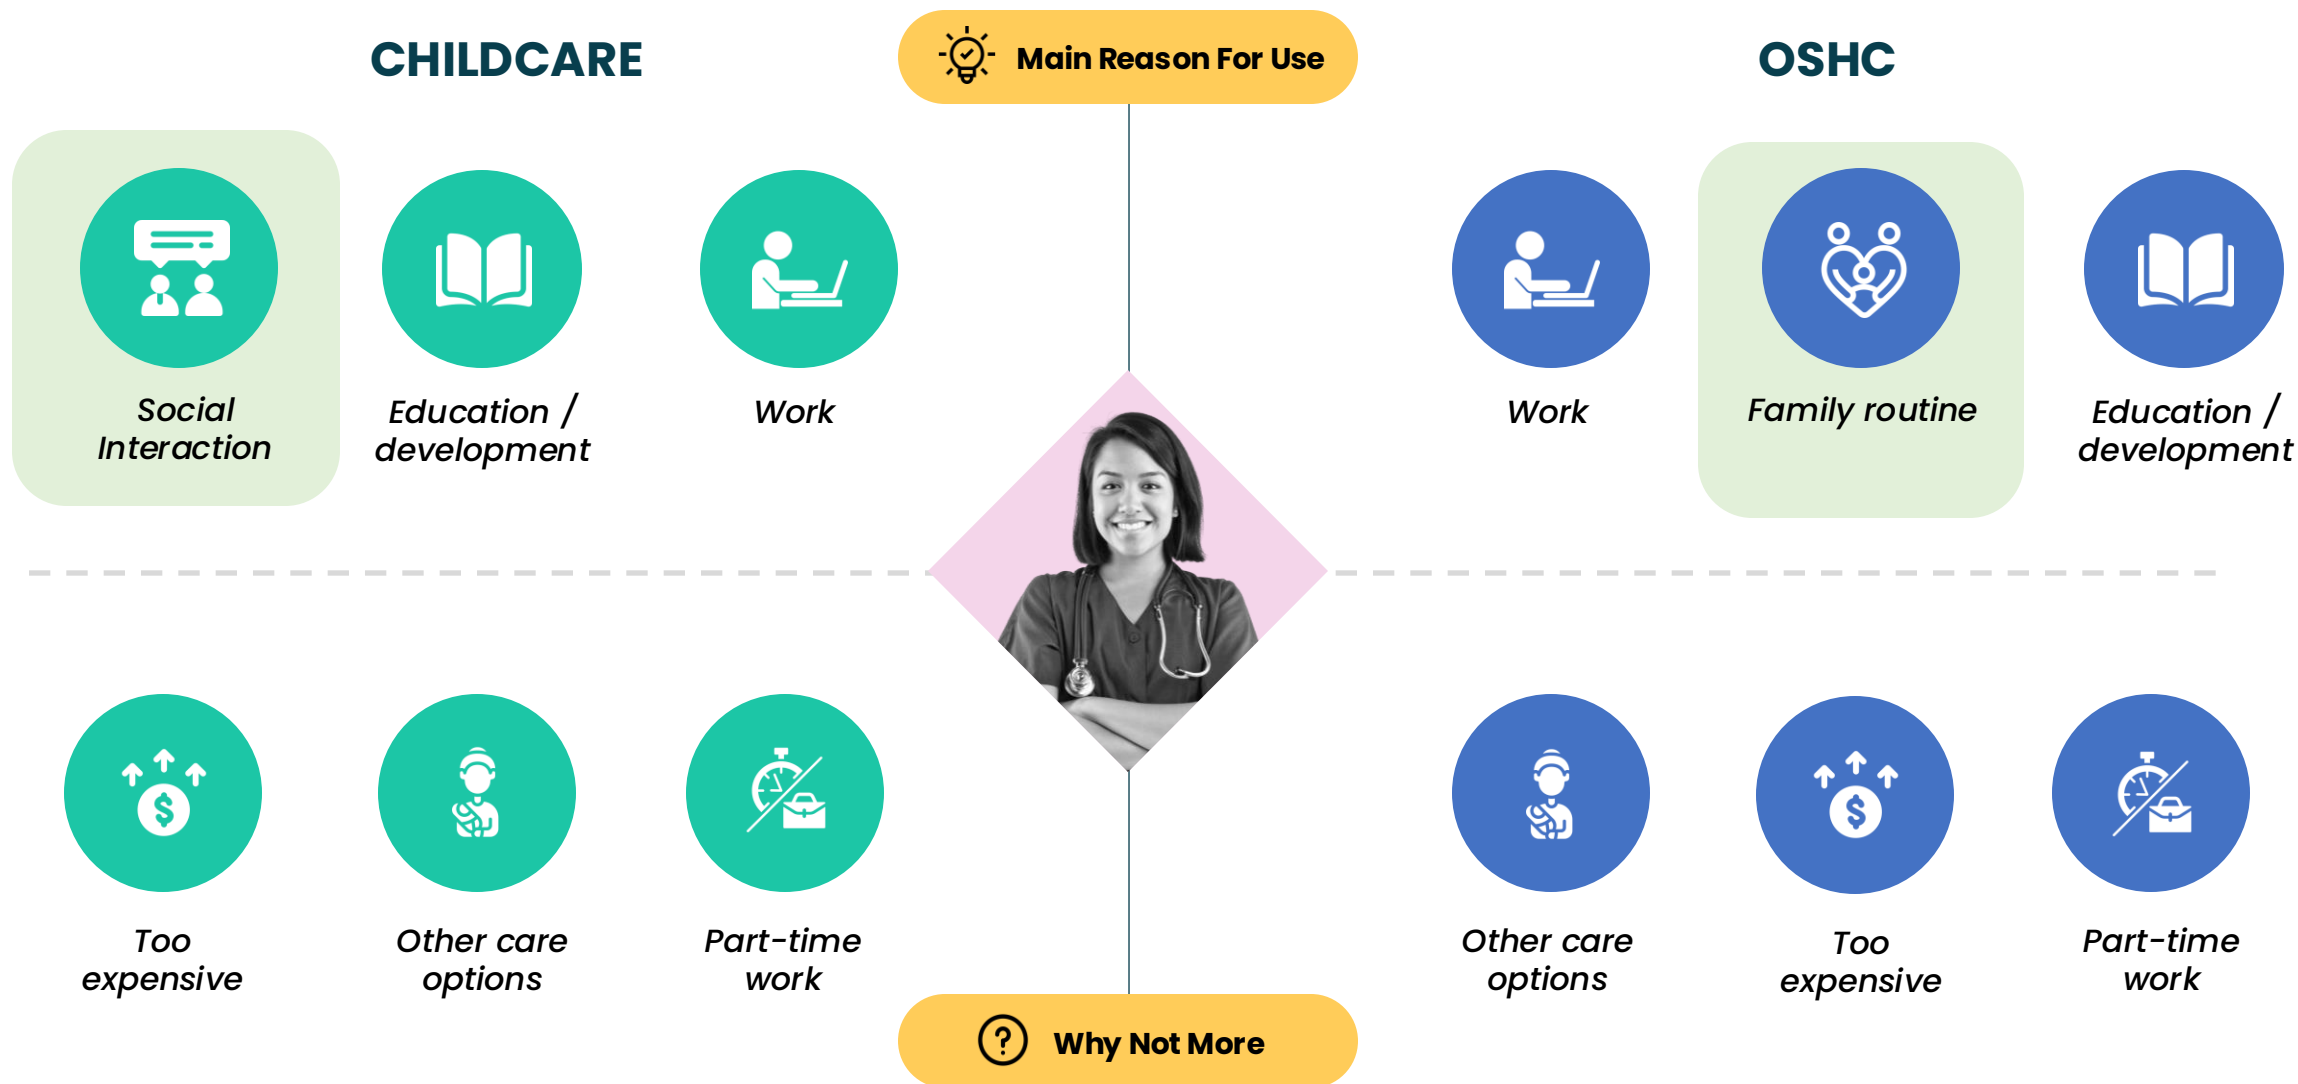 CHILDCARE
Main Reason For Use
OSHC
Social
Interaction
Education /
development
Work
Work
Family routine
Education /
development
Too
expensive
Other care
options
Part-time
work
Other care
options
Too
expensive
Part-time
work
Why Not More